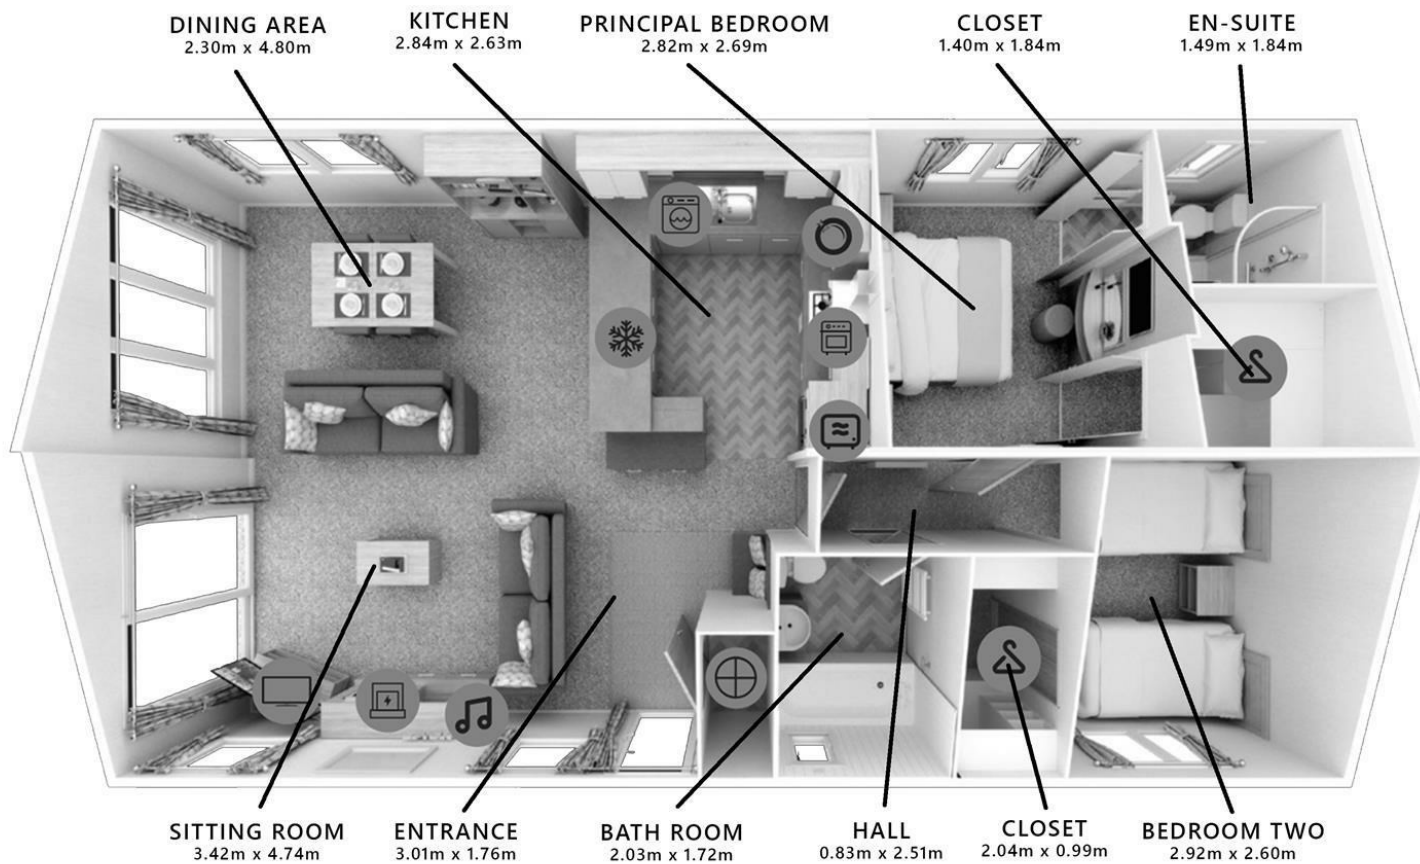 DINING AREA
2.30m x 4.80m
KITCHEN
2.84m x 2.63m
PRINCIPAL BEDROOM
2.82m x 2.69m
CLOSET
1.40m x 1.84m
EN-SUITE
1.49m x 1.84m
SITTING ROOM
3.42m x 4.74m
ENTRANCE
3.01m x 1.76m
BATH ROOM
2.03m x 1.72m
HALL
0.83m x 2.51m
CLOSET
2.04m x 0.99m
BEDROOM TWO
2.92m x 2.60m